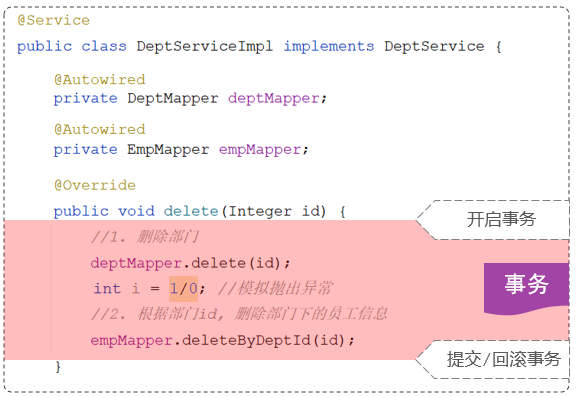 @Service
public class DeptServiceImpl implements DeptService {
@Autowired
private DeptMapper deptMapper;
@Autowired
private EmpMapper empMapper;
@Override
public void delete(Integer id) {
开启事务
//1. 删除部门
deptMapper.delete(id);
int i = 1/0; //模拟抛出异常
事务
//2. 根据部门id, 删除部门下的员工信息
empMapper.deleteByDeptId(id);
提交/回滚事务
}